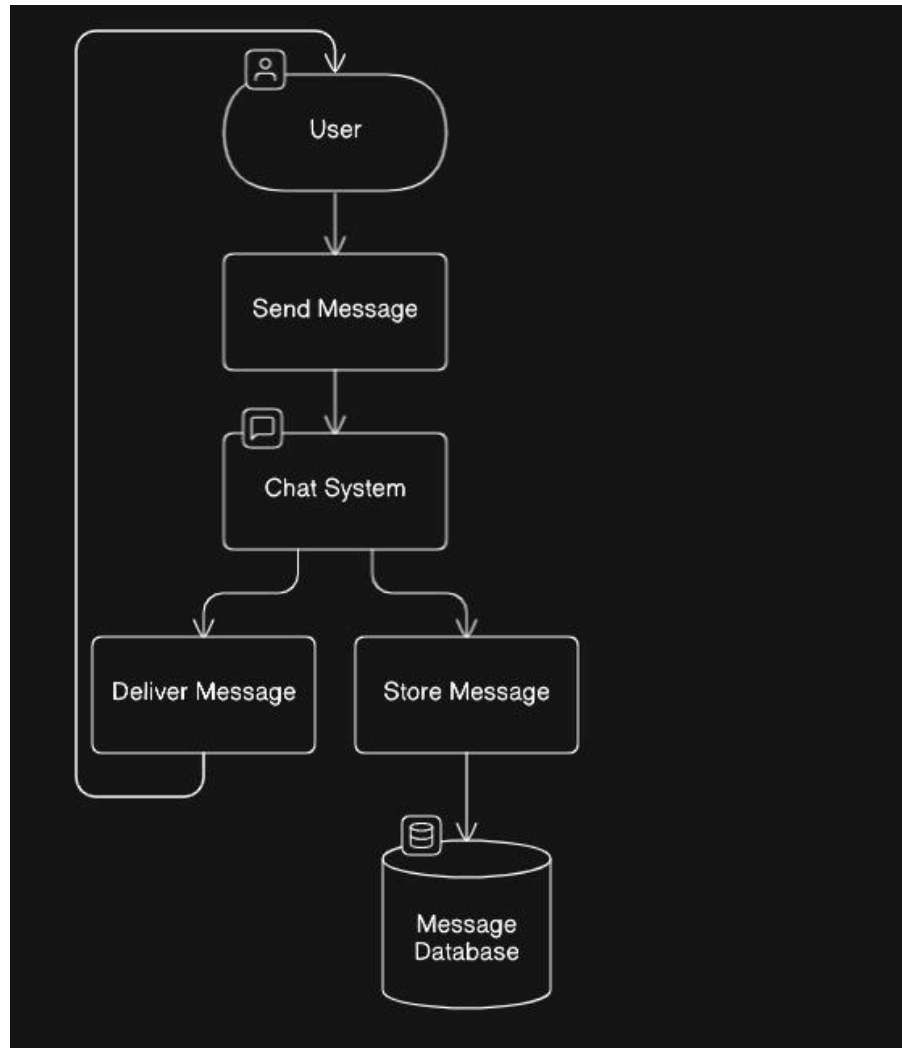 User
Send Message
Chat System
Deliver Message
Store Message
Message
Database